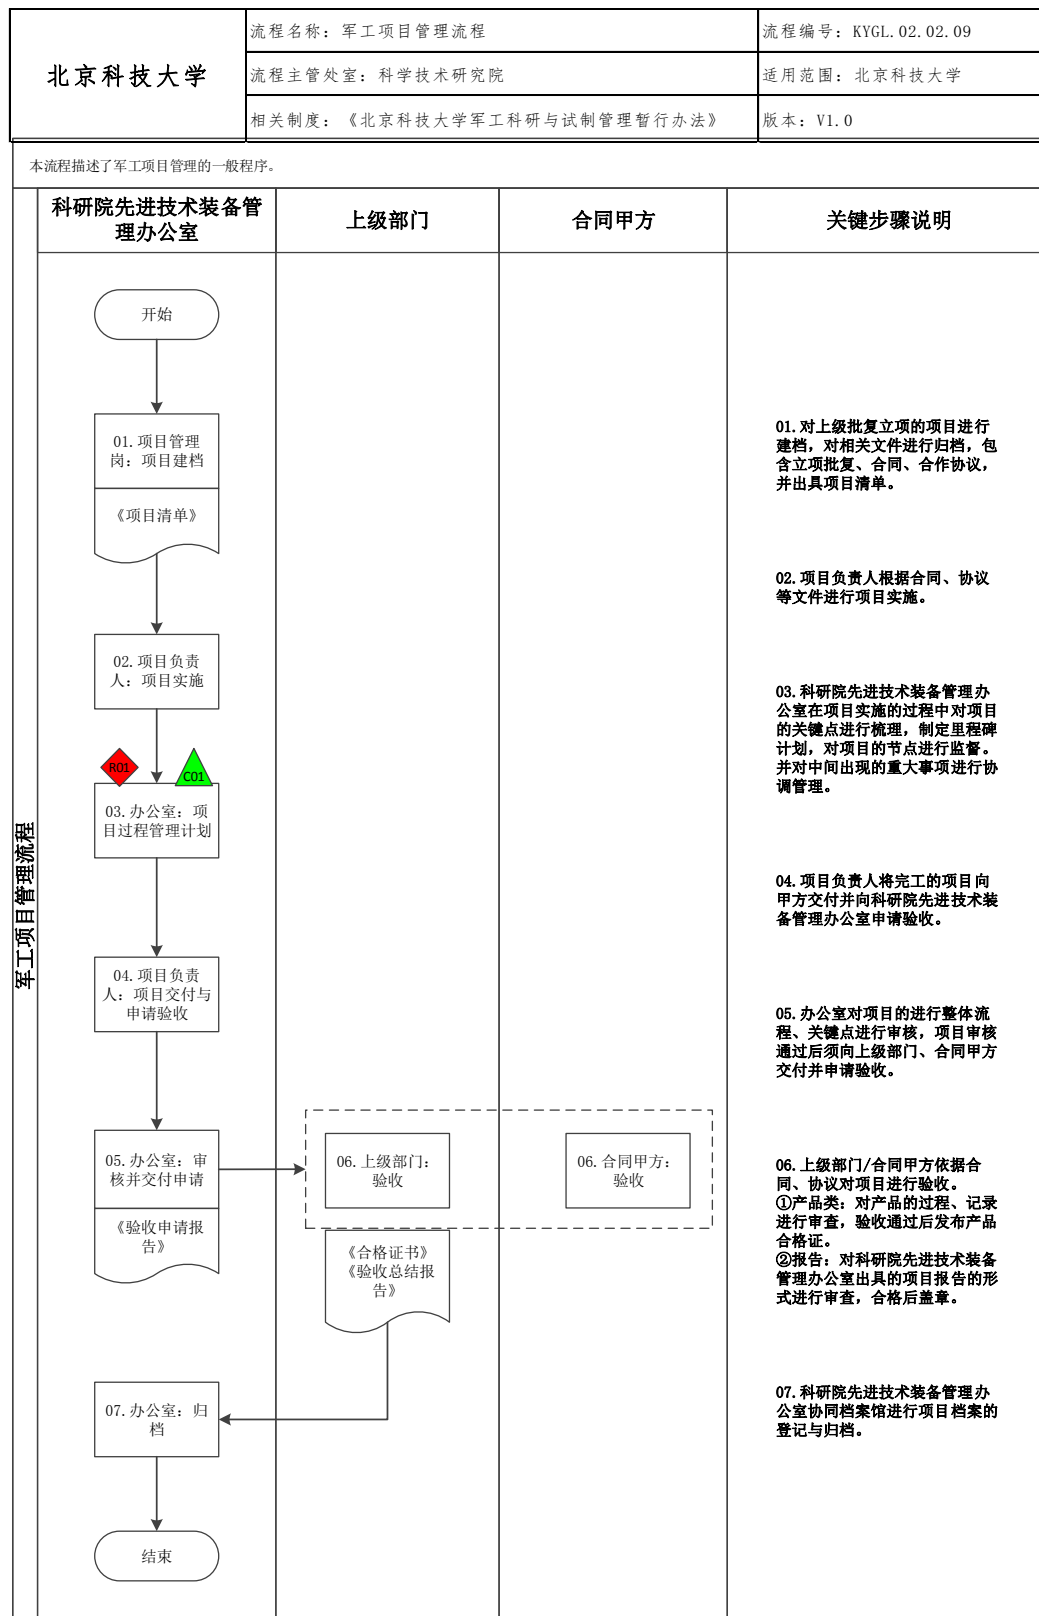 北京科技大学
流程名称：军工项目管理流程
流程编号：KYGL.02.02.09
流程主管处室：科学技术研究院
适用范围：北京科技大学
相关制度：《北京科技大学军工科研与试制管理暂行办法》
版本：V1.0
本流程描述了军工项目管理的一般程序。
军工项目管理流程
科研院先进技术装备管
理办公室
上级部门
合同甲方
关键步骤说明
开始
01.项目管理
岗：项目建档
《项目清单》
02.项目负责
人：项目实施
R01
C01
03.办公室：项
目过程管理计划
04.项目负责
人：项目交付与
申请验收
05.办公室：审
核并交付申请
《验收申请报
告》
06.上级部门：
验收
06.合同甲方：
验收
《合格证书》
《验收总结报
告》
07.办公室：归
档
结束
01.对上级批复立项的项目进行
建档，对相关文件进行归档，包
含立项批复、合同、合作协议，
并出具项目清单。
02.项目负责人根据合同、协议
等文件进行项目实施。
03.科研院先进技术装备管理办
公室在项目实施的过程中对项目
的关键点进行梳理，制定里程碑
计划，对项目的节点进行监督。
并对中间出现的重大事项进行协
调管理。
04.项目负责人将完工的项目向
甲方交付并向科研院先进技术装
备管理办公室申请验收。
05.办公室对项目的进行整体流
程、关键点进行审核，项目审核
通过后须向上级部门、合同甲方
交付并申请验收。
06.上级部门/合同甲方依据合
同、协议对项目进行验收。
①产品类：对产品的过程、记录
进行审查，验收通过后发布产品
合格证。
②报告：对科研院先进技术装备
管理办公室出具的项目报告的形
式进行审查，合格后盖章。
07.科研院先进技术装备管理办
公室协同档案馆进行项目档案的
登记与归档。